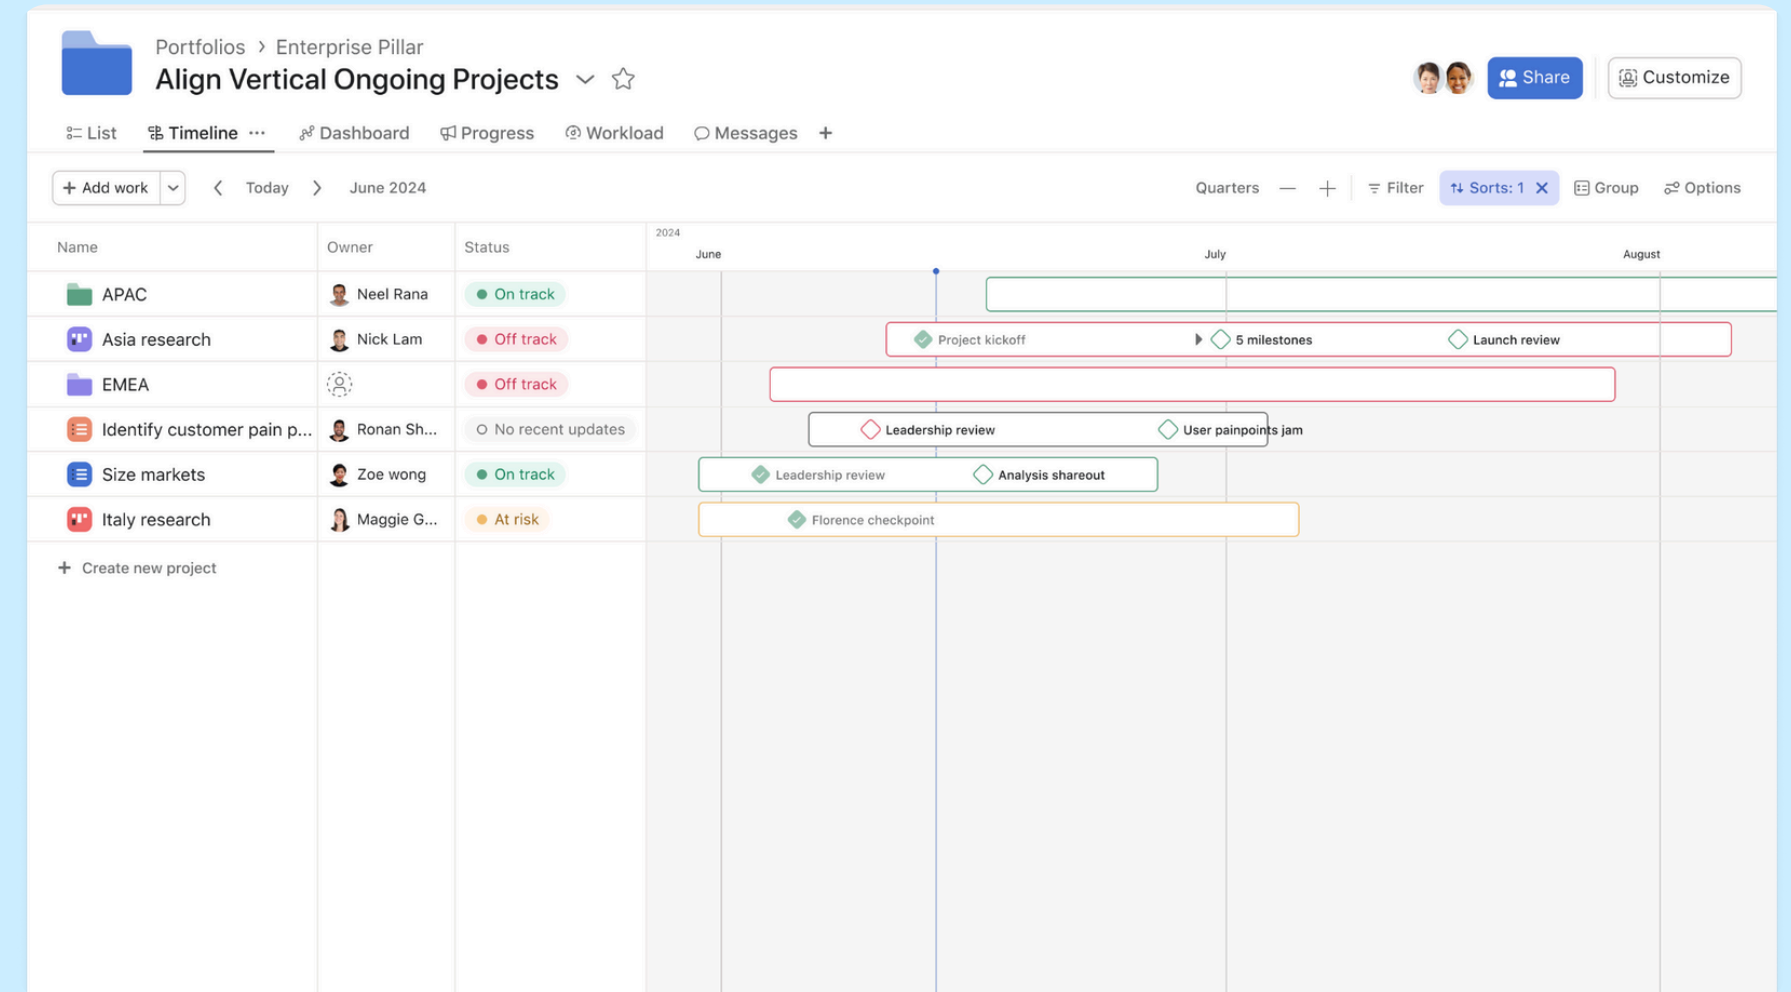 Portfolios > Enterprise Pillar
Align Vertical Ongoing Projects
Share
Customize
List
Timeline
Dashboard
Progress
Workload
Messages
+ Add work
Today
June 2024
Quarters
Filter
Sorts: 1
Group
Options
Name
Owner
Status
2024
June
July
August
APAC
Neel Rana
On track
Asia research
Nick Lam
Off track
Project kickoff
5 milestones
Launch review
EMEA
Off track
Identify customer pain p...
Ronan Sh...
No recent updates
Leadership review
User painpoints jam
Size markets
Zoe wong
On track
Leadership review
Analysis shareout
Italy research
Maggie G...
At risk
Florence checkpoint
+ Create new project